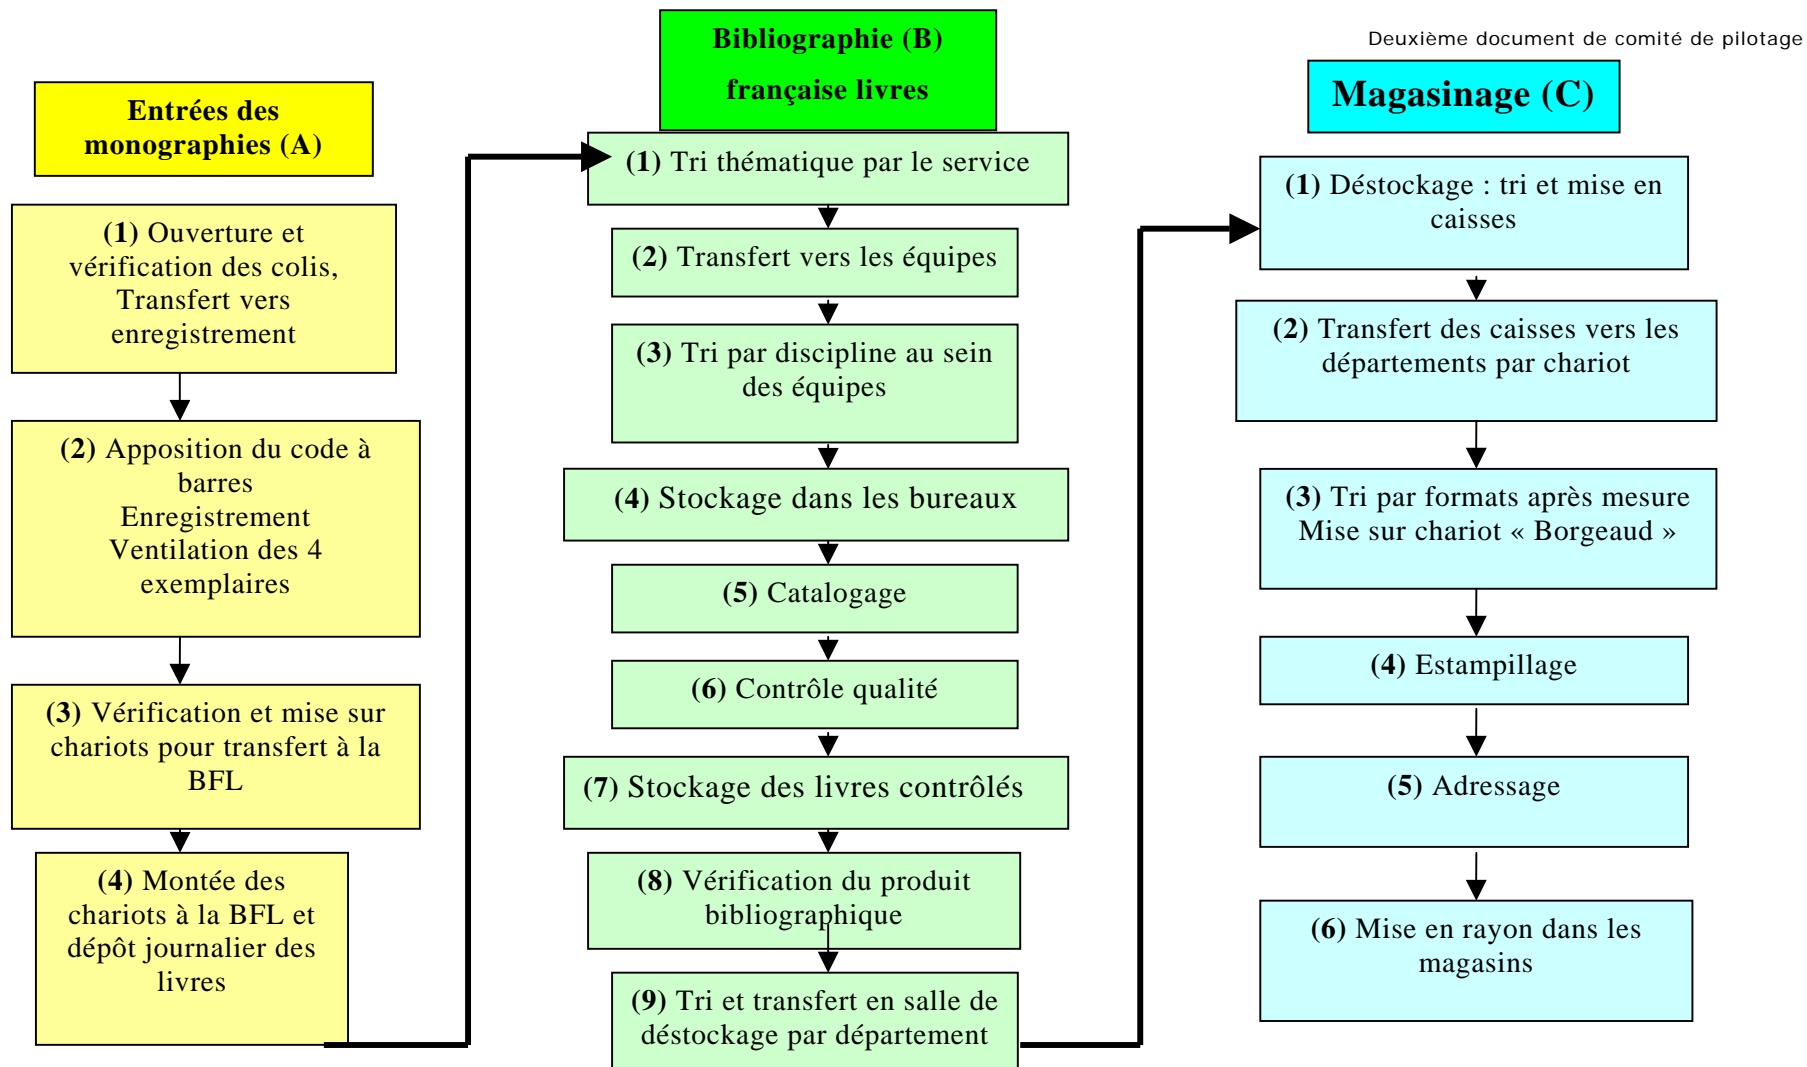 Deuxième document de comité de pilotage
Entrées des
monographies (A)
(1) Ouverture et
vérification des colis,
Transfert vers
enregistrement
(2) Apposition du code à
barres
Enregistrement
Ventilation des 4
exemplaires
(3) Vérification et mise sur
chariots pour transfert à la
BFL
(4) Montée des
chariots à la BFL et
dépôt journalier des
livres
Bibliographie (B)
française livres
(1) Tri thématique par le service
(2) Transfert vers les équipes
(3) Tri par discipline au sein
des équipes
(4) Stockage dans les bureaux
(5) Catalogage
(6) Contrôle qualité
(7) Stockage des livres contrôlés
(8) Vérification du produit
bibliographique
(9) Tri et transfert en salle de
déstockage par département
Magasinage (C)
(1) Déstockage : tri et mise en
caisses
(2) Transfert des caisses vers les
départements par chariot
(3) Tri par formats après mesure
Mise sur chariot « Borgeaud »
(4) Estampillage
(5) Adressage
(6) Mise en rayon dans les
magasins